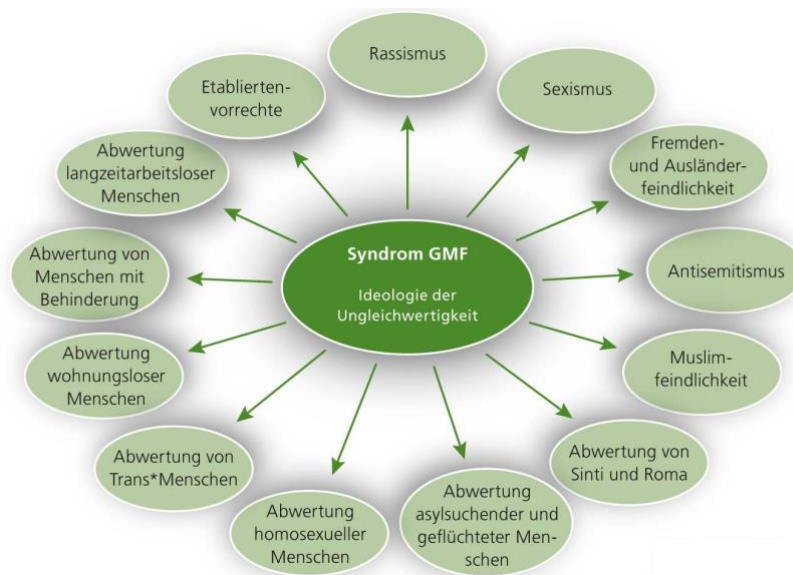 Rassismus
Sexismus
Fremden-
und Ausländer-
feindlichkeit
Antisemitismus
Muslim-
feindlichkeit
Abwertung von
Sinti und Roma
Abwertung
asylsuchender und
geflüchteter Men-
schen
Abwertung
homosexueller
Menschen
Abwertung von
Trans*Menschen
Abwertung
wohnungsloser
Menschen
Abwertung von
Menschen mit
Behinderung
Abwertung
langzeitarbeitsloser
Menschen
Etablierten-
vorrechte
Syndrom GMF
Ideologie der
Ungleichwertigkeit